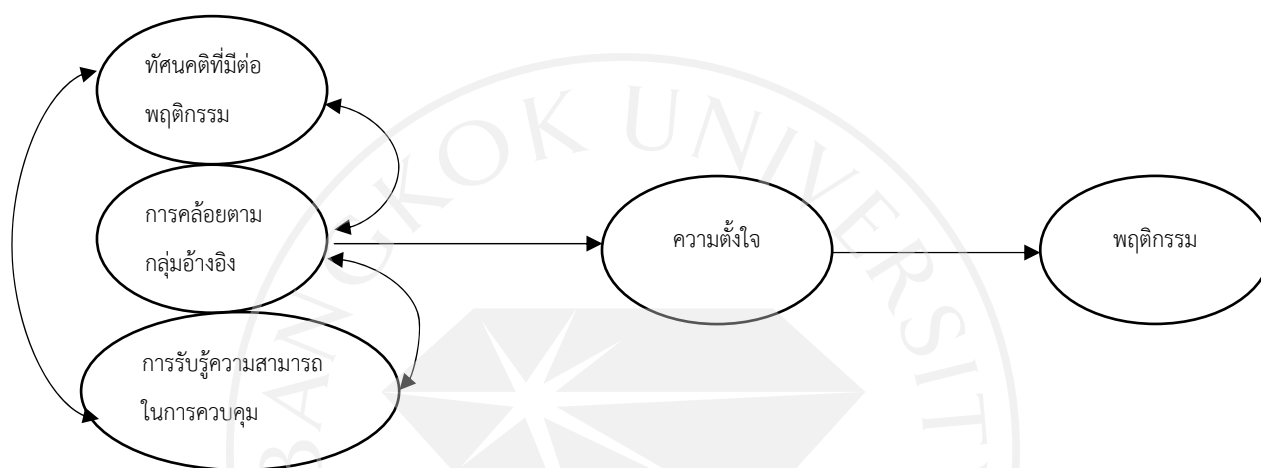 ทัศนคติที่มีต่อ
พฤติกรรม
การคล้อยตาม
กลุ่มอ้างอิง
การรับรู้ความสามารถ
ในการควบคุม
ความตั้งใจ
พฤติกรรม
BANGKOK UNIVERSITY